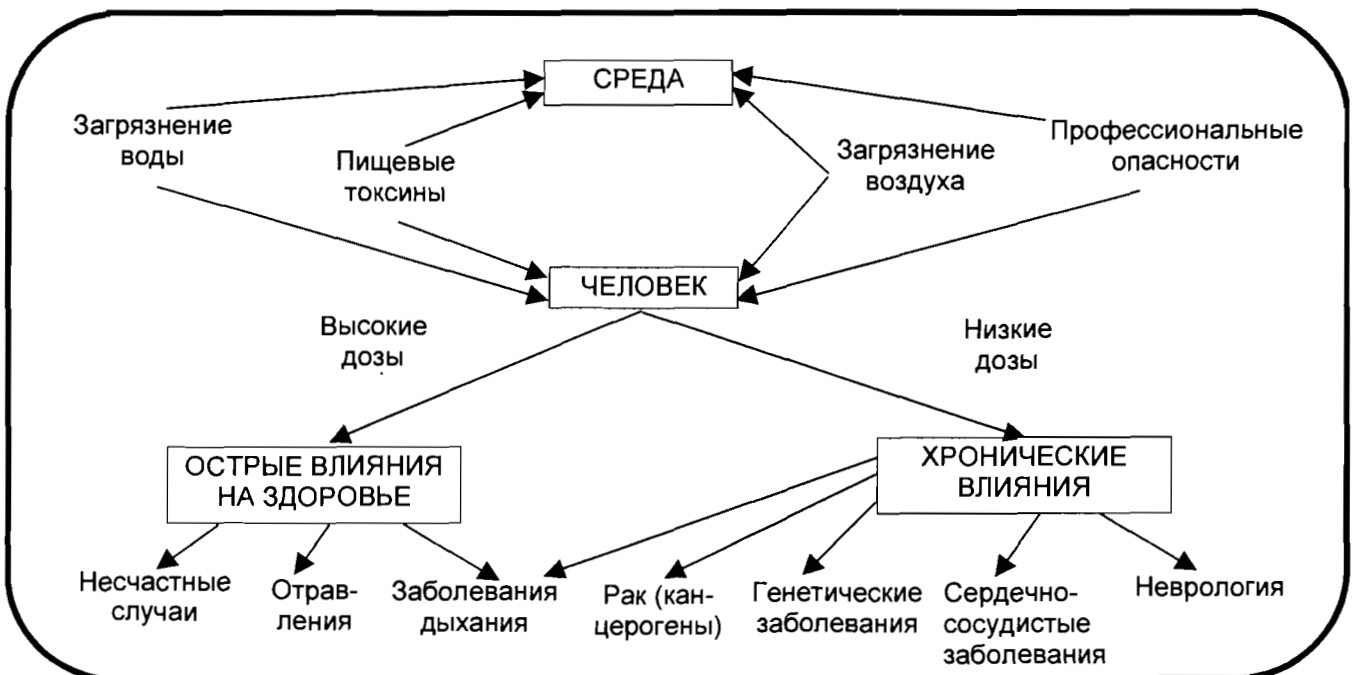 СРЕДА
Загрязнение
воды
Пищевые
токсины
Загрязнение
воздуха
Профессиональные
опасности
ЧЕЛОВЕК
Высокие
дозы
Низкие
дозы
ОСТРЫЕ ВЛИЯНИЯ
НА ЗДОРОВЬЕ
ХРОНИЧЕСКИЕ
ВЛИЯНИЯ
Несчастные
случаи
Отрав-
ления
Заболевания
дыхания
Рак (кан-
церогены)
Генетические
заболевания
Сердечно-
сосудистые
заболевания
Неврология